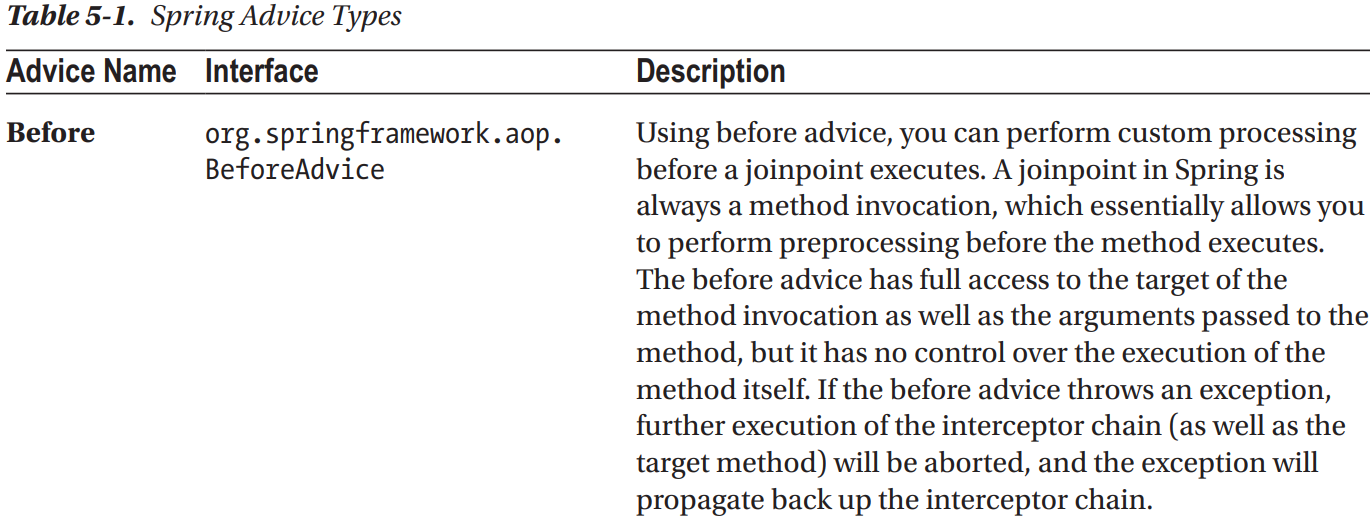 Table 5-1. Spring Advice Types
Advice Name Interface Description
Before org.springframework.aop. Using before advice, you can perform custom processing
BeforeAdvice before a joinpoint executes. A joinpoint in Spring is
always a method invocation, which essentially allows you
to perform preprocessing before the method executes.
The before advice has full access to the target of the
method invocation as well as the arguments passed to the
method, but it has no control over the execution of the
method itself. If the before advice throws an exception,
further execution of the interceptor chain (as well as the
target method) will be aborted, and the exception will
propagate back up the interceptor chain.